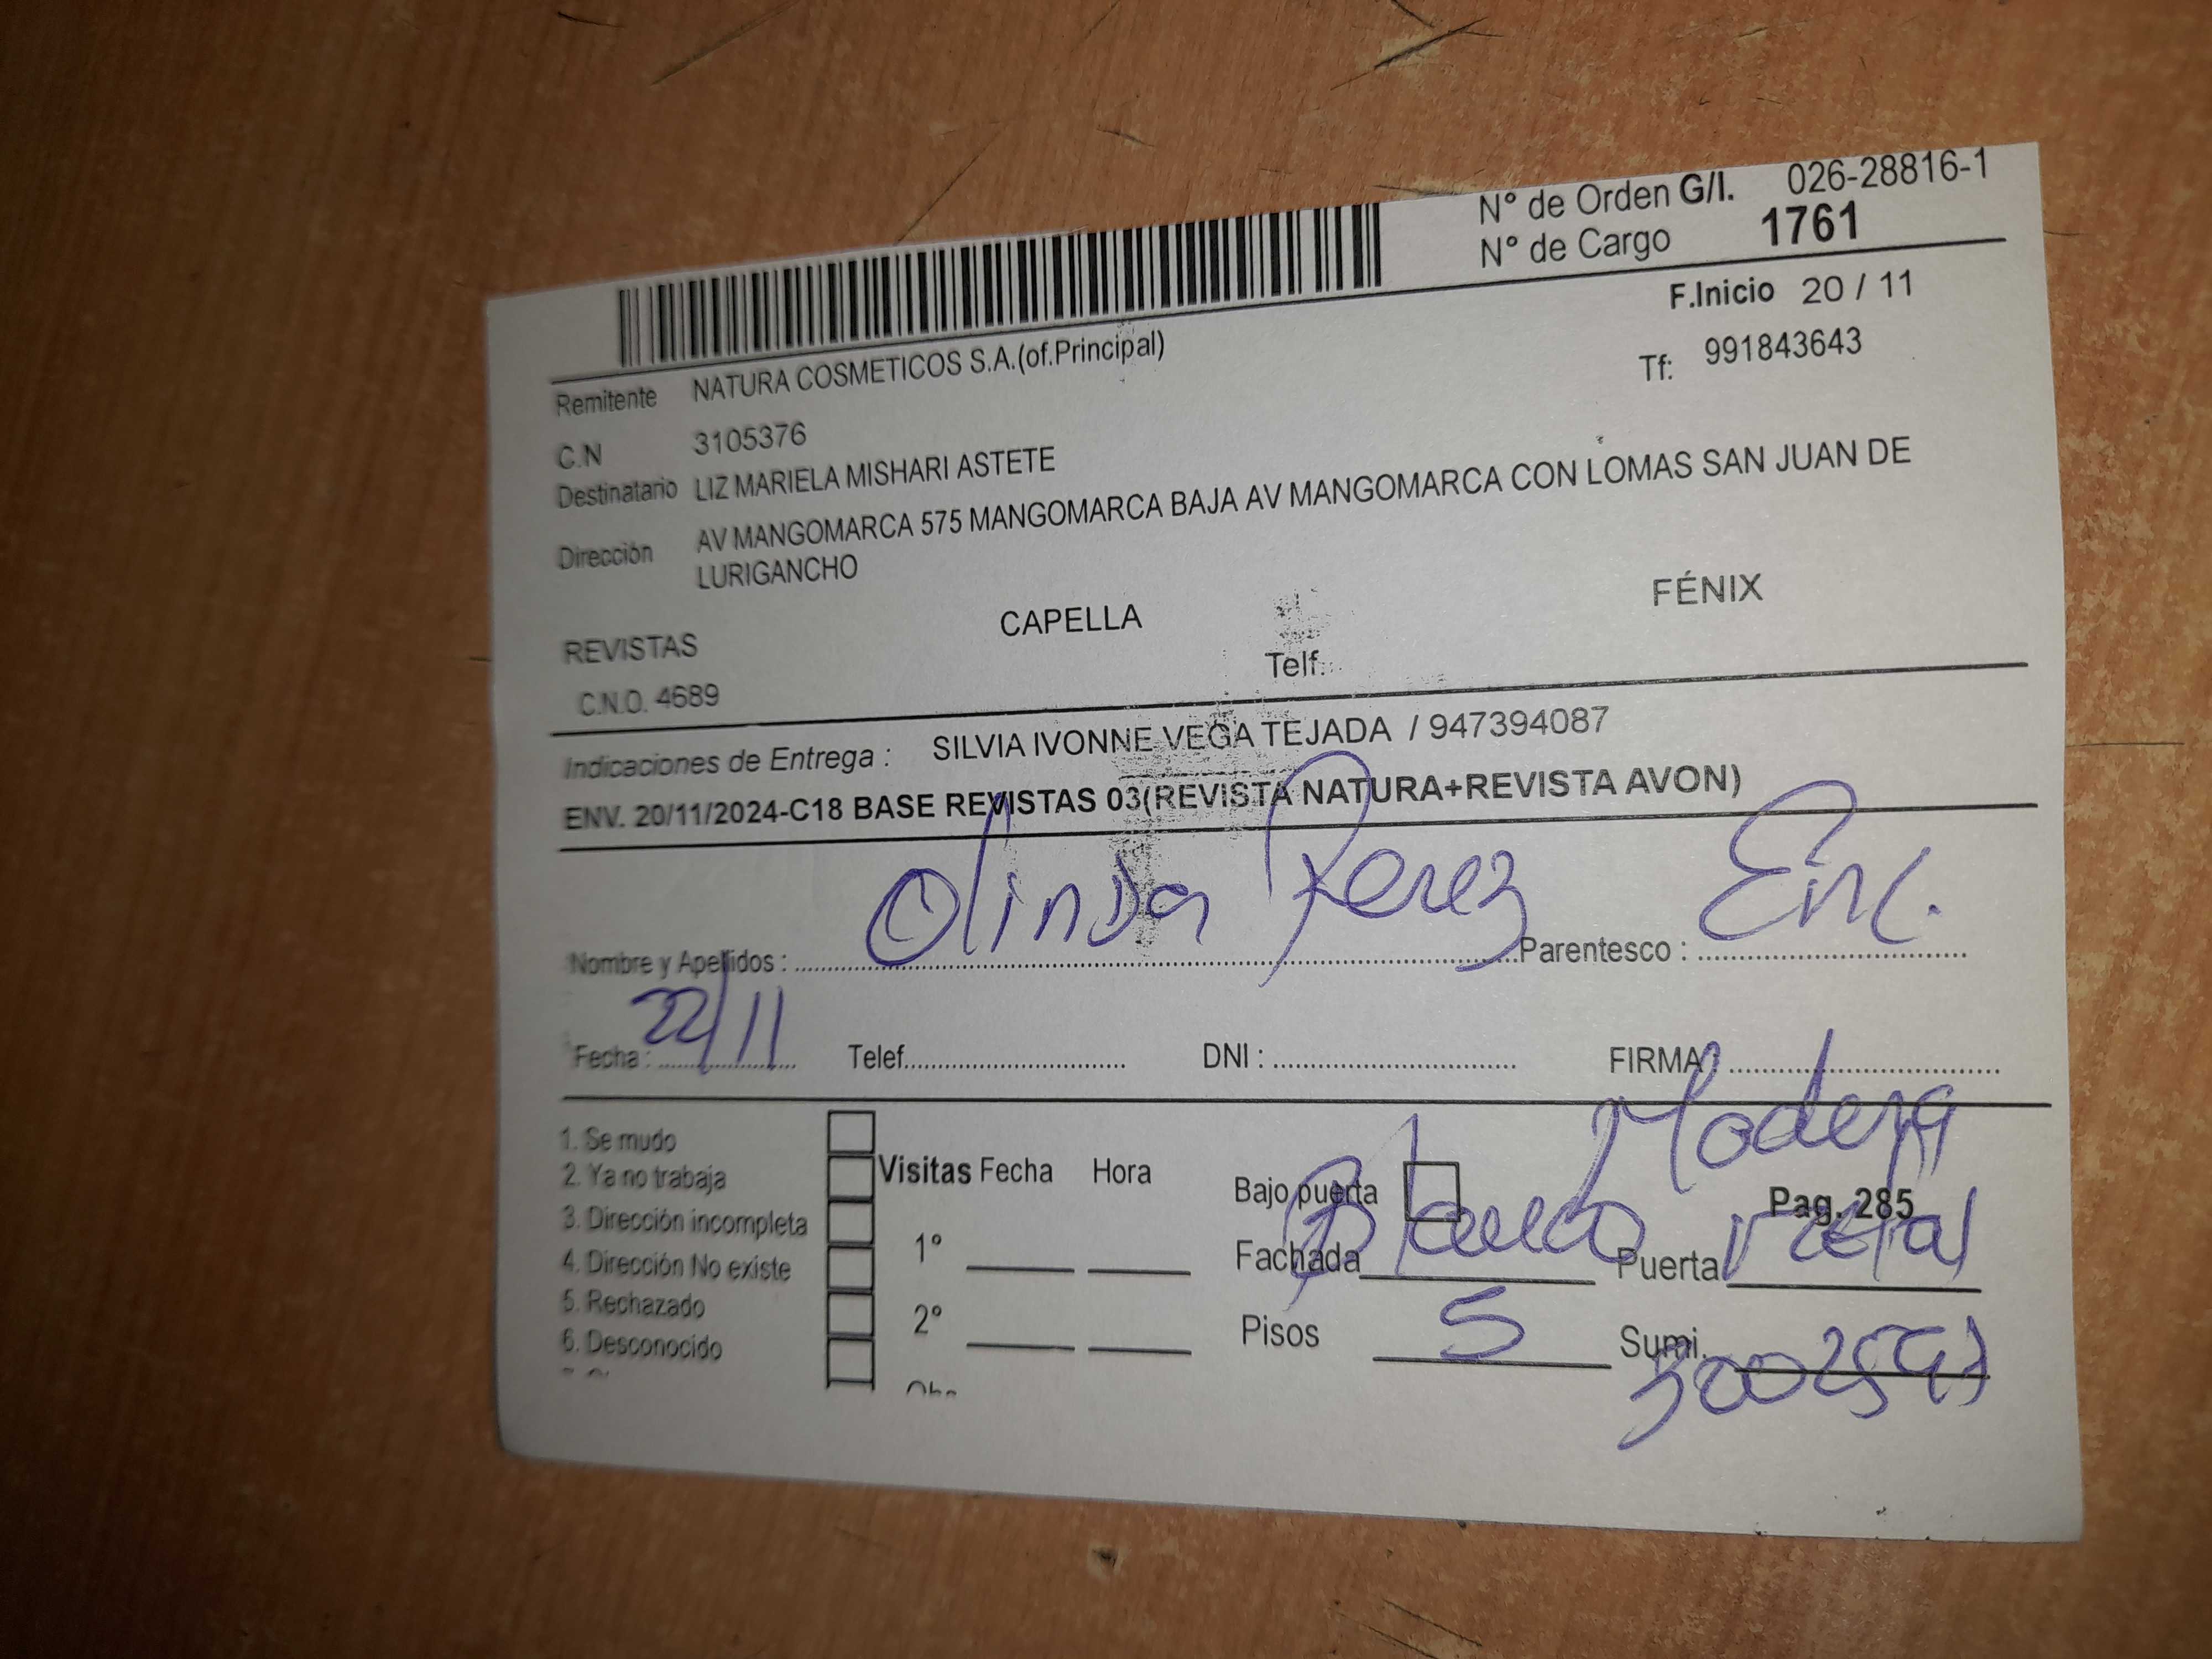 N° de Orden G/I. 026-28816-1
N° de Cargo 1761
F.Inicio 20 / 11
Remitente NATURA COSMETICOS S.A.(of.Principal)
Tf: 991843643
C.N 3105376
Destinatario LIZ MARIELA MISHARI ASTETE
Dirección AV MANGOMARCA 575 MANGOMARCA BAJA AV MANGOMARCA CON LOMAS SAN JUAN DE
LURIGANCHO
REVISTAS CAPELLA FÉNIX
C.N.O. 4689 Telf.
Indicaciones de Entrega : SILVIA IVONNE VEGA TEJADA / 947394087
ENV. 20/11/2024-C18 BASE REVISTAS 03(REVISTA NATURA+REVISTA AVON)
Nombre y Apellidos : Olinda Perez Parentesco : Enc.
Fecha : 22/11 Telef. DNI : FIRMA :
1. Se mudo
2. Ya no trabaja
3. Dirección incompleta
4. Dirección No existe
5. Rechazado
6. Desconocido
Visitas Fecha Hora
1°
2°
Bajo puerta Pag. 285
Fachada Blanco Puerta Madera
Pisos 5 Sumi.